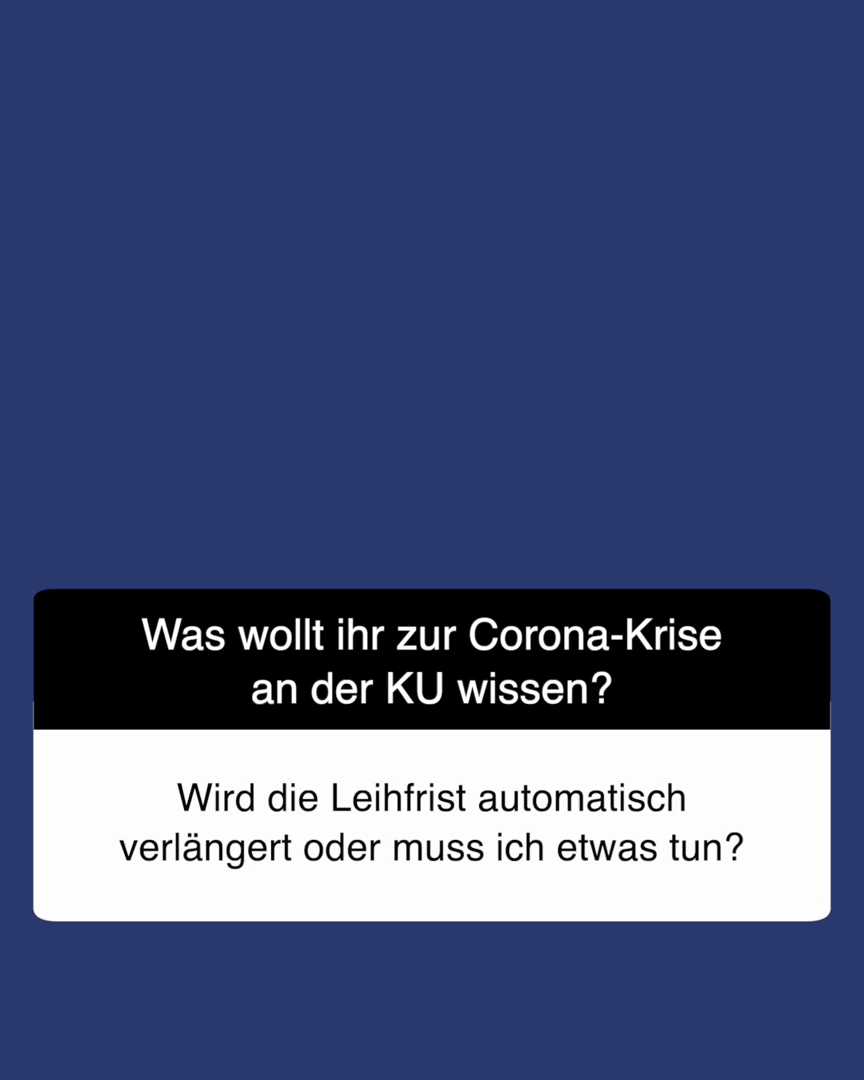 Was wollt ihr zur Corona-Krise
an der KU wissen?
Wird die Leihfrist automatisch
verlängert oder muss ich etwas tun?